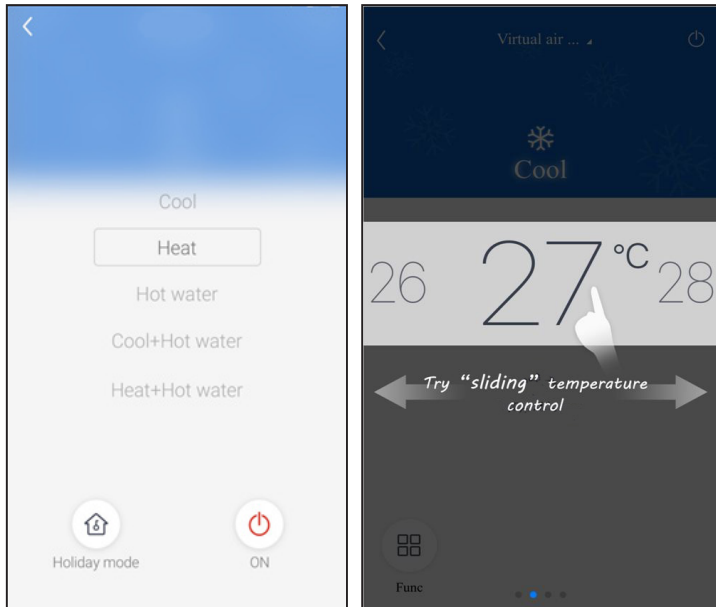 Cool
Heat
Hot water
Cool+Hot water
Heat+Hot water
Holiday mode
ON
Virtual air ...
Cool
26
27°C
28
Try “sliding” temperature
control
Func